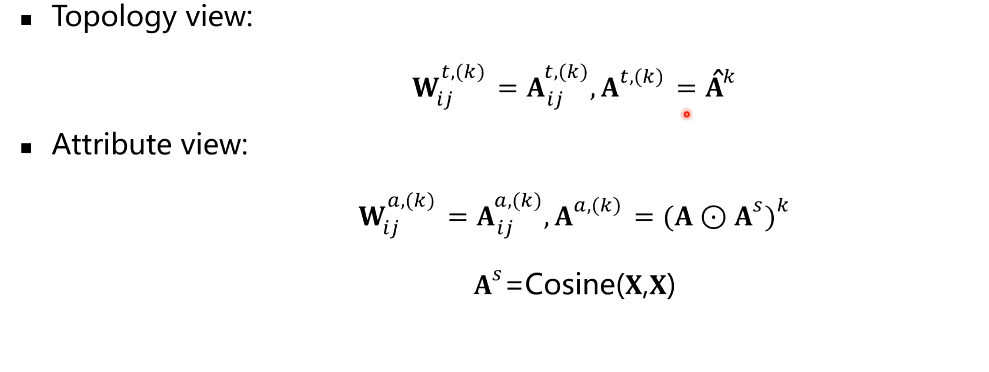 ▪ Topology view:
𝐖_{ij}^{t,(k)} = 𝐀_{ij}^{t,(k)}, 𝐀^{t,(k)} = 𝐀̂^k
▪ Attribute view:
𝐖_{ij}^{a,(k)} = 𝐀_{ij}^{a,(k)}, 𝐀^{a,(k)} = (𝐀 ⊙ 𝐀^s)^k
𝐀^s=Cosine(𝐗,𝐗)